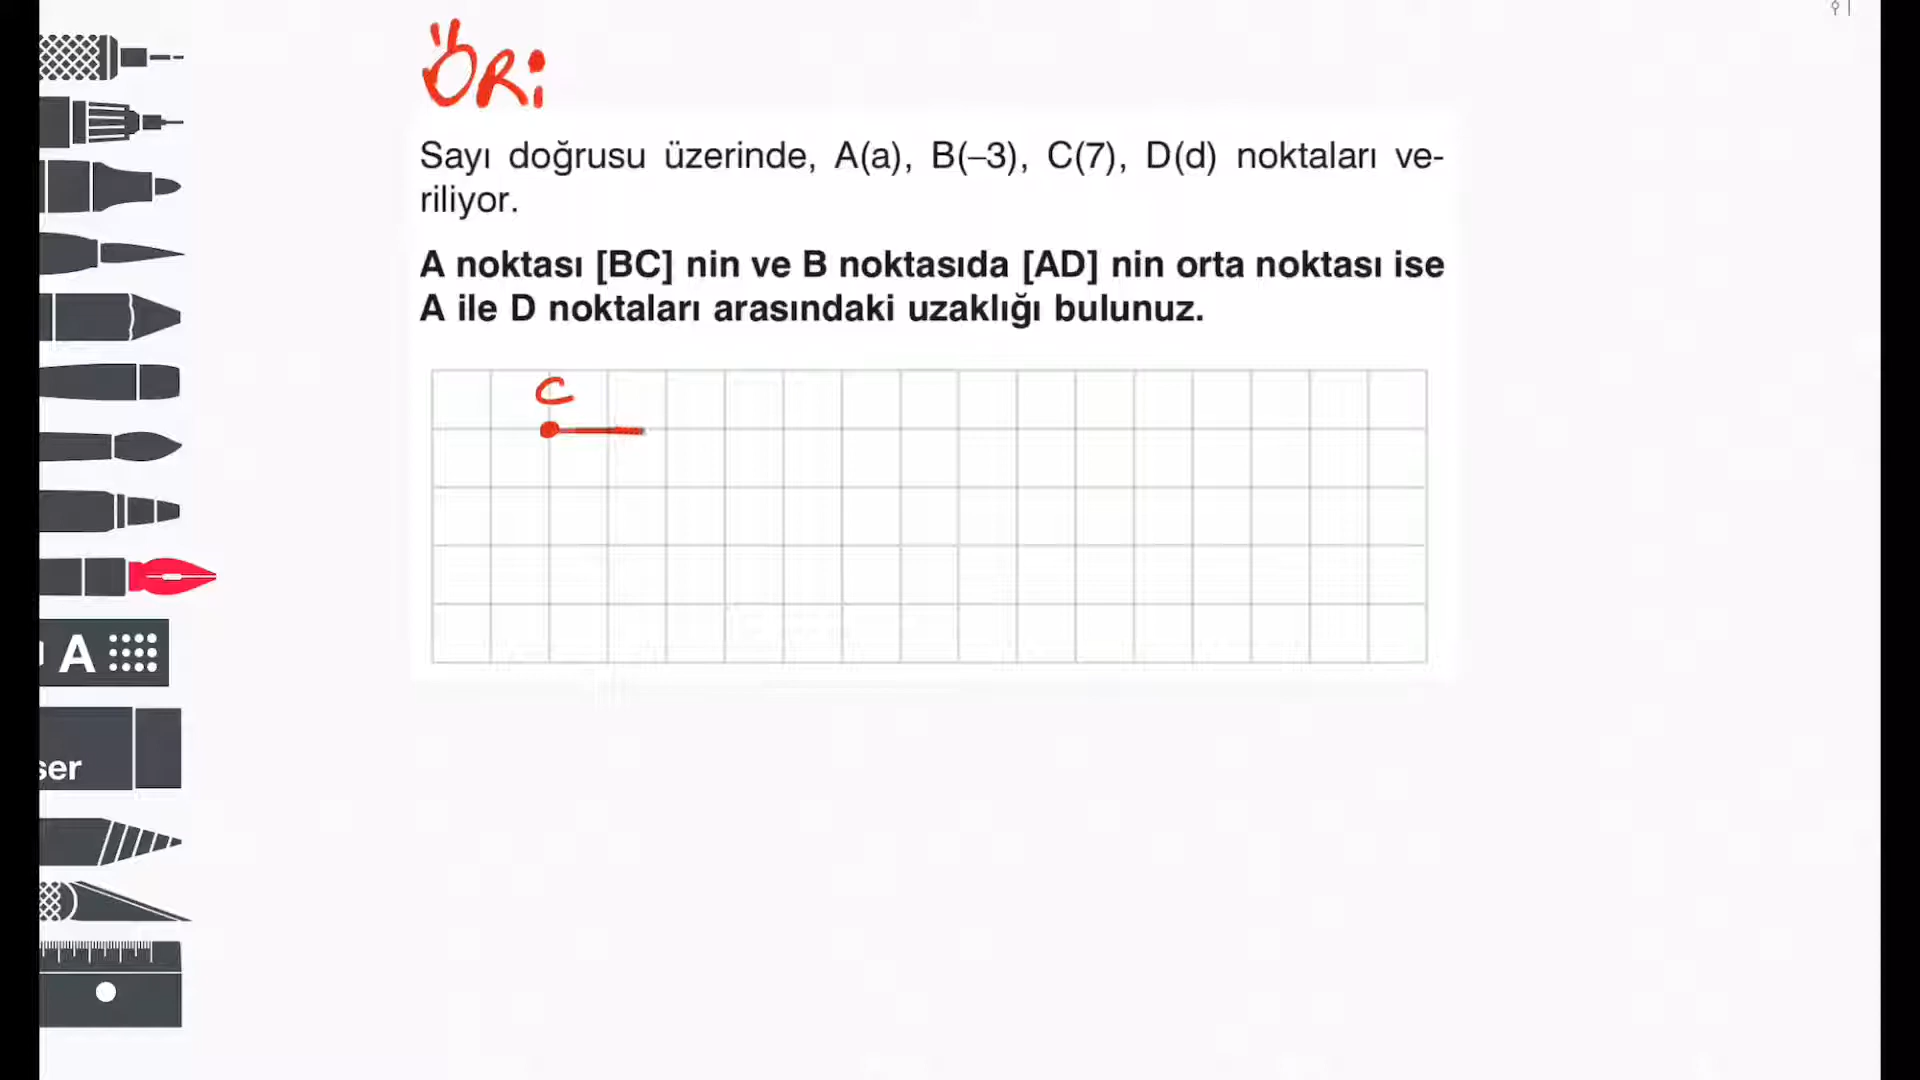 ÖRİ
Sayı doğrusu üzerinde, A(a), B(–3), C(7), D(d) noktaları ve-
riliyor.
A noktası [BC] nin ve B noktasıda [AD] nin orta noktası ise
A ile D noktaları arasındaki uzaklığı bulunuz.
C
A
ser